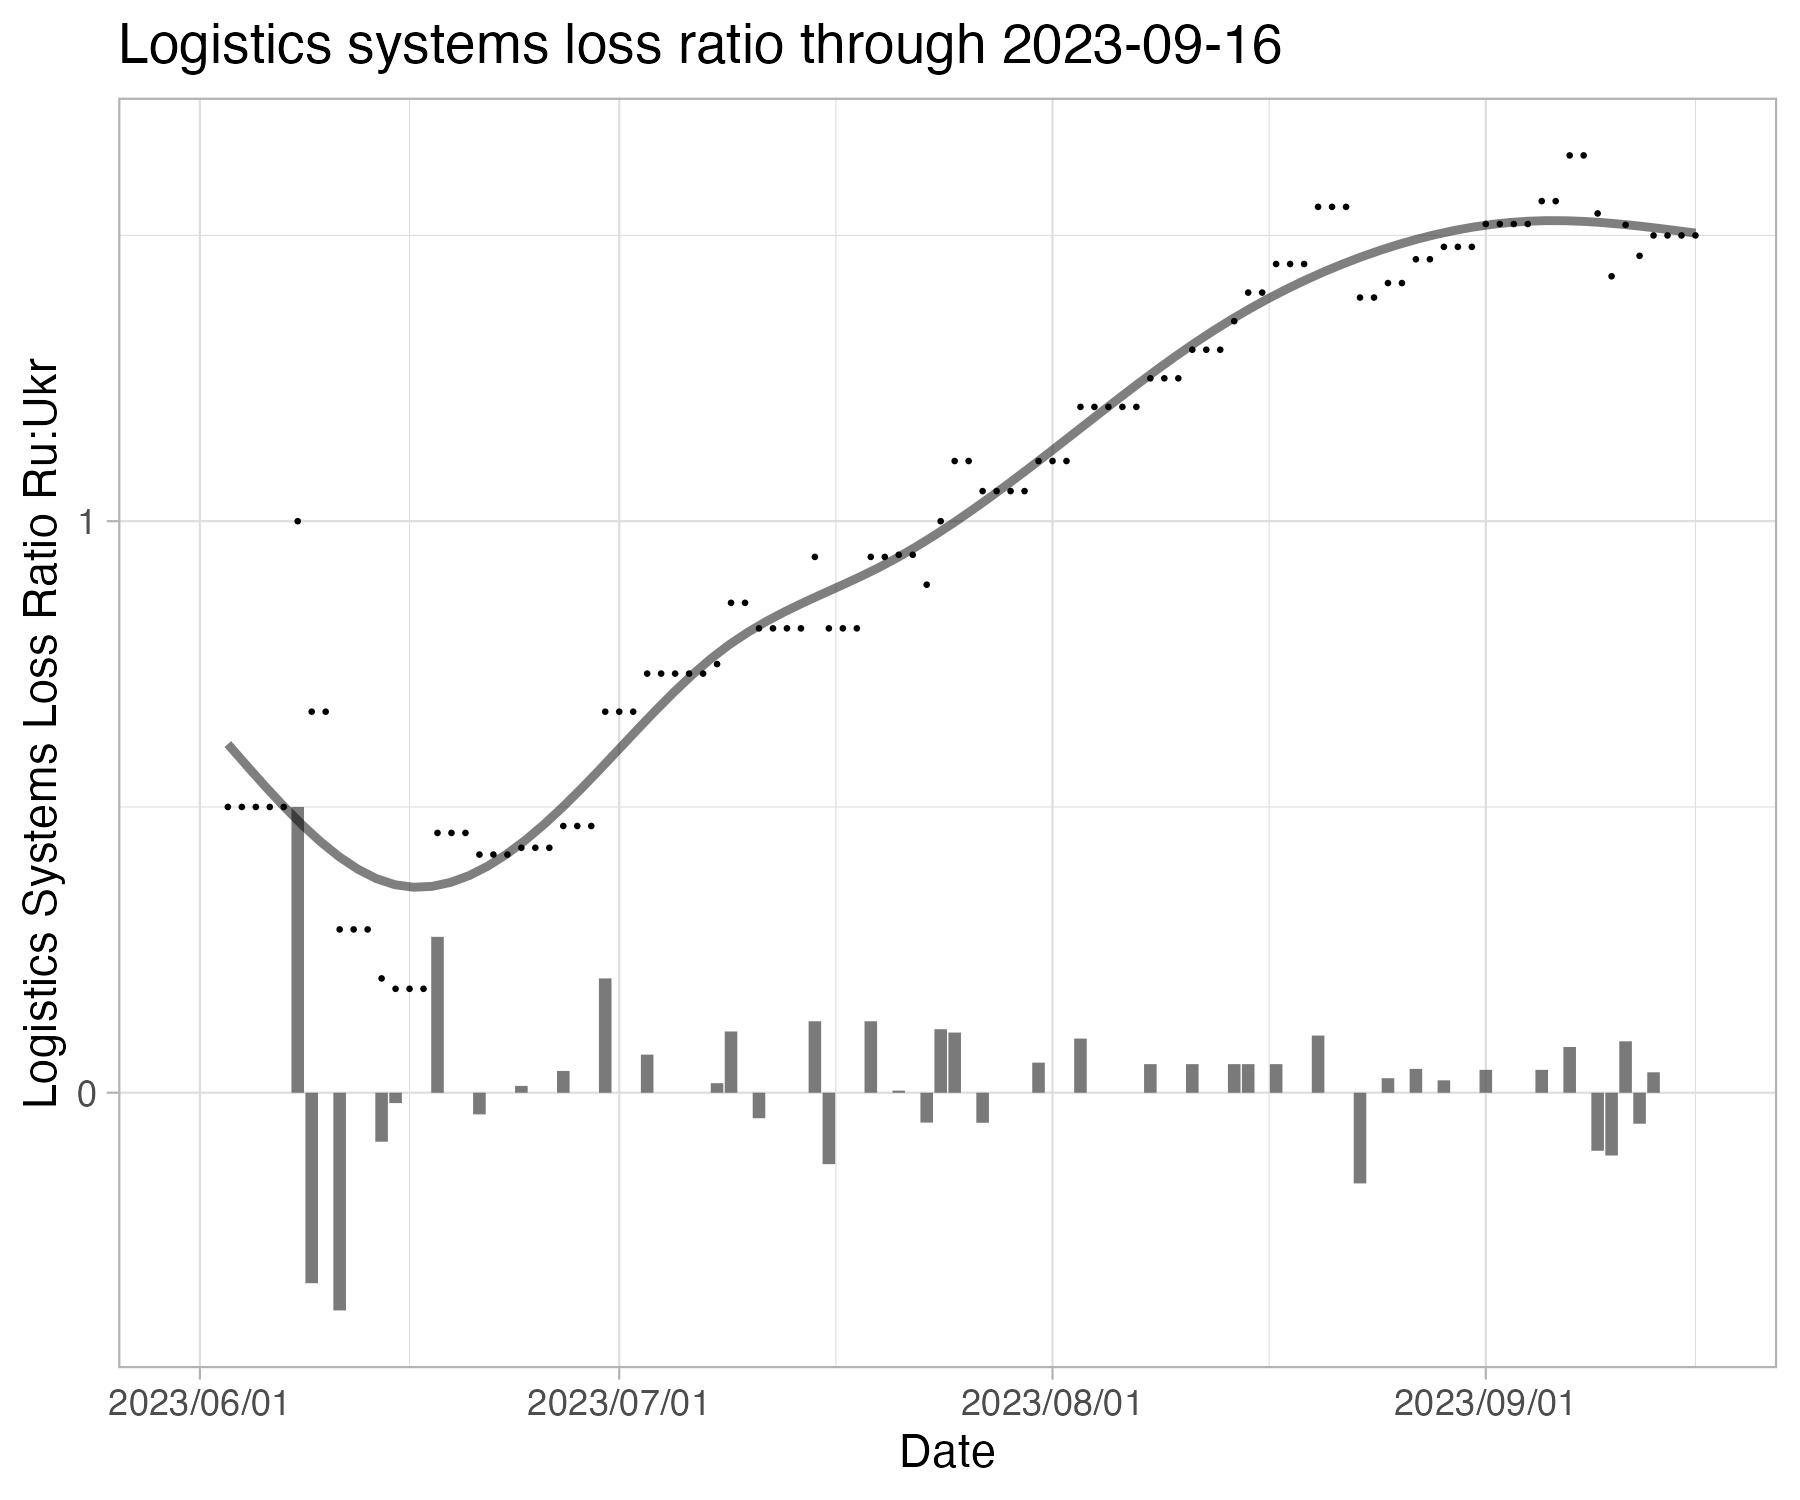 Logistics systems loss ratio through 2023-09-16
Logistics Systems Loss Ratio Ru:Ukr
1
0
2023/06/01
2023/07/01
2023/08/01
2023/09/01
Date